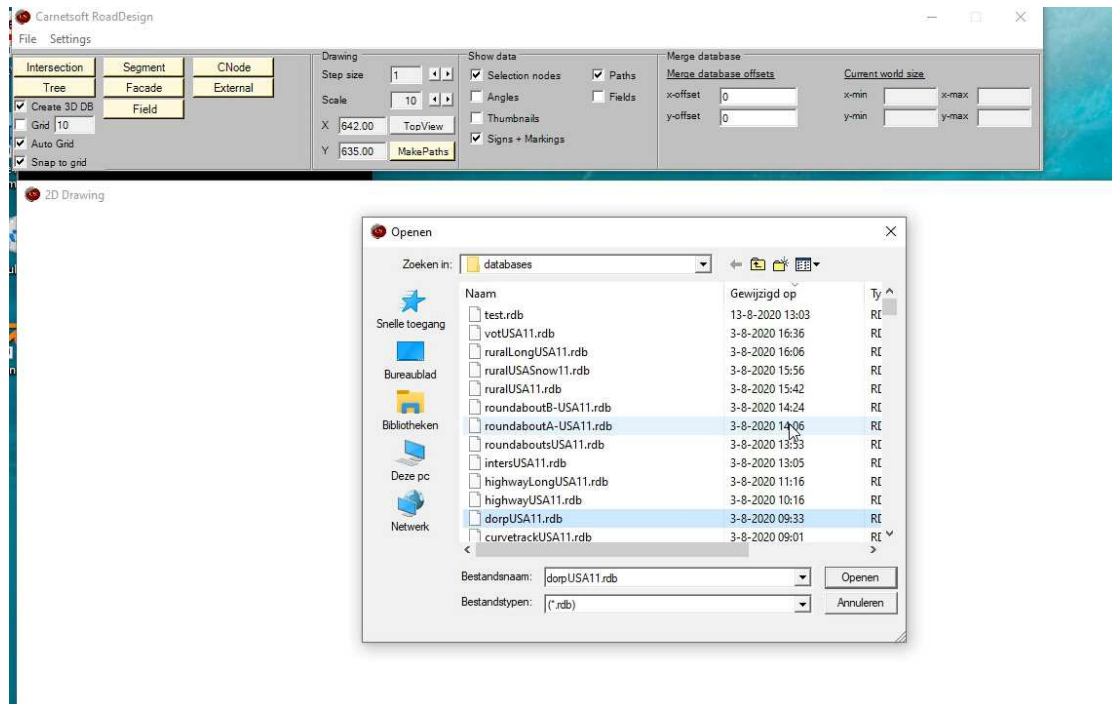 Carnetsoft RoadDesign
File Settings
Intersection Segment CNode
Tree Facade External
Create 3D DB Field
Grid 10
Auto Grid
Snap to grid
Drawing
Step size 1
Scale 10
X 642.00 TopView
Y 635.00 MakePaths
Show data
Selection nodes Paths
Angles Fields
Thumbnails
Signs + Markings
Merge database
Merge database offsets Current world size
x-offset 0 x-min x-max
y-offset 0 y-min y-max
2D Drawing
Openen
Zoeken in: databases
Snelle toegang
Bureaublad
Bibliotheken
Deze pc
Netwerk
Naam Gewijzigd op Ty
test.rdb 13-8-2020 13:03
votUSA11.rdb 3-8-2020 16:36
ruralLongUSA11.rdb 3-8-2020 16:06
ruralUSASnow11.rdb 3-8-2020 15:56
ruralUSA11.rdb 3-8-2020 15:42
roundaboutB-USA11.rdb 3-8-2020 14:24
roundaboutA-USA11.rdb 3-8-2020 14:06
roundaboutsUSA11.rdb 3-8-2020 13:53
intersUSA11.rdb 3-8-2020 13:05
highwayLongUSA11.rdb 3-8-2020 11:16
highwayUSA11.rdb 3-8-2020 10:16
dorpUSA11.rdb 3-8-2020 09:33
curvetrackUSA11.rdb 3-8-2020 09:01
Bestandsnaam: dorpUSA11.rdb Openen
Bestandstypen: (*.rdb) Annuleren